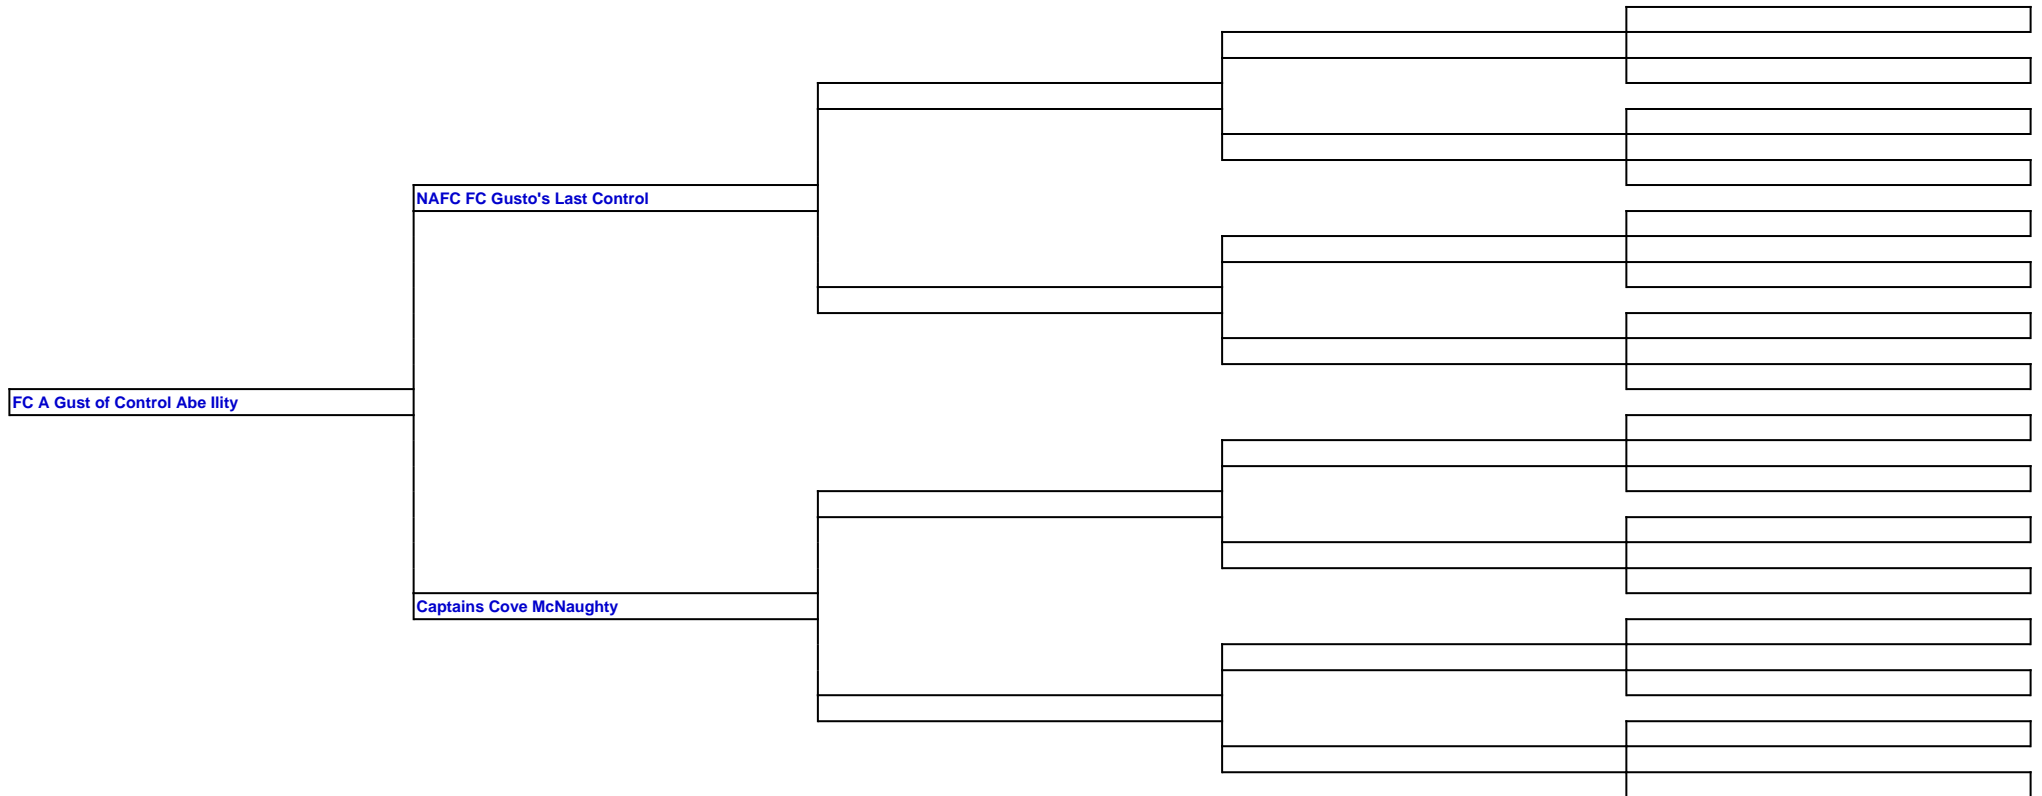 NAFC FC Gusto's Last Control
FC A Gust of Control Abe Ility
Captains Cove McNaughty